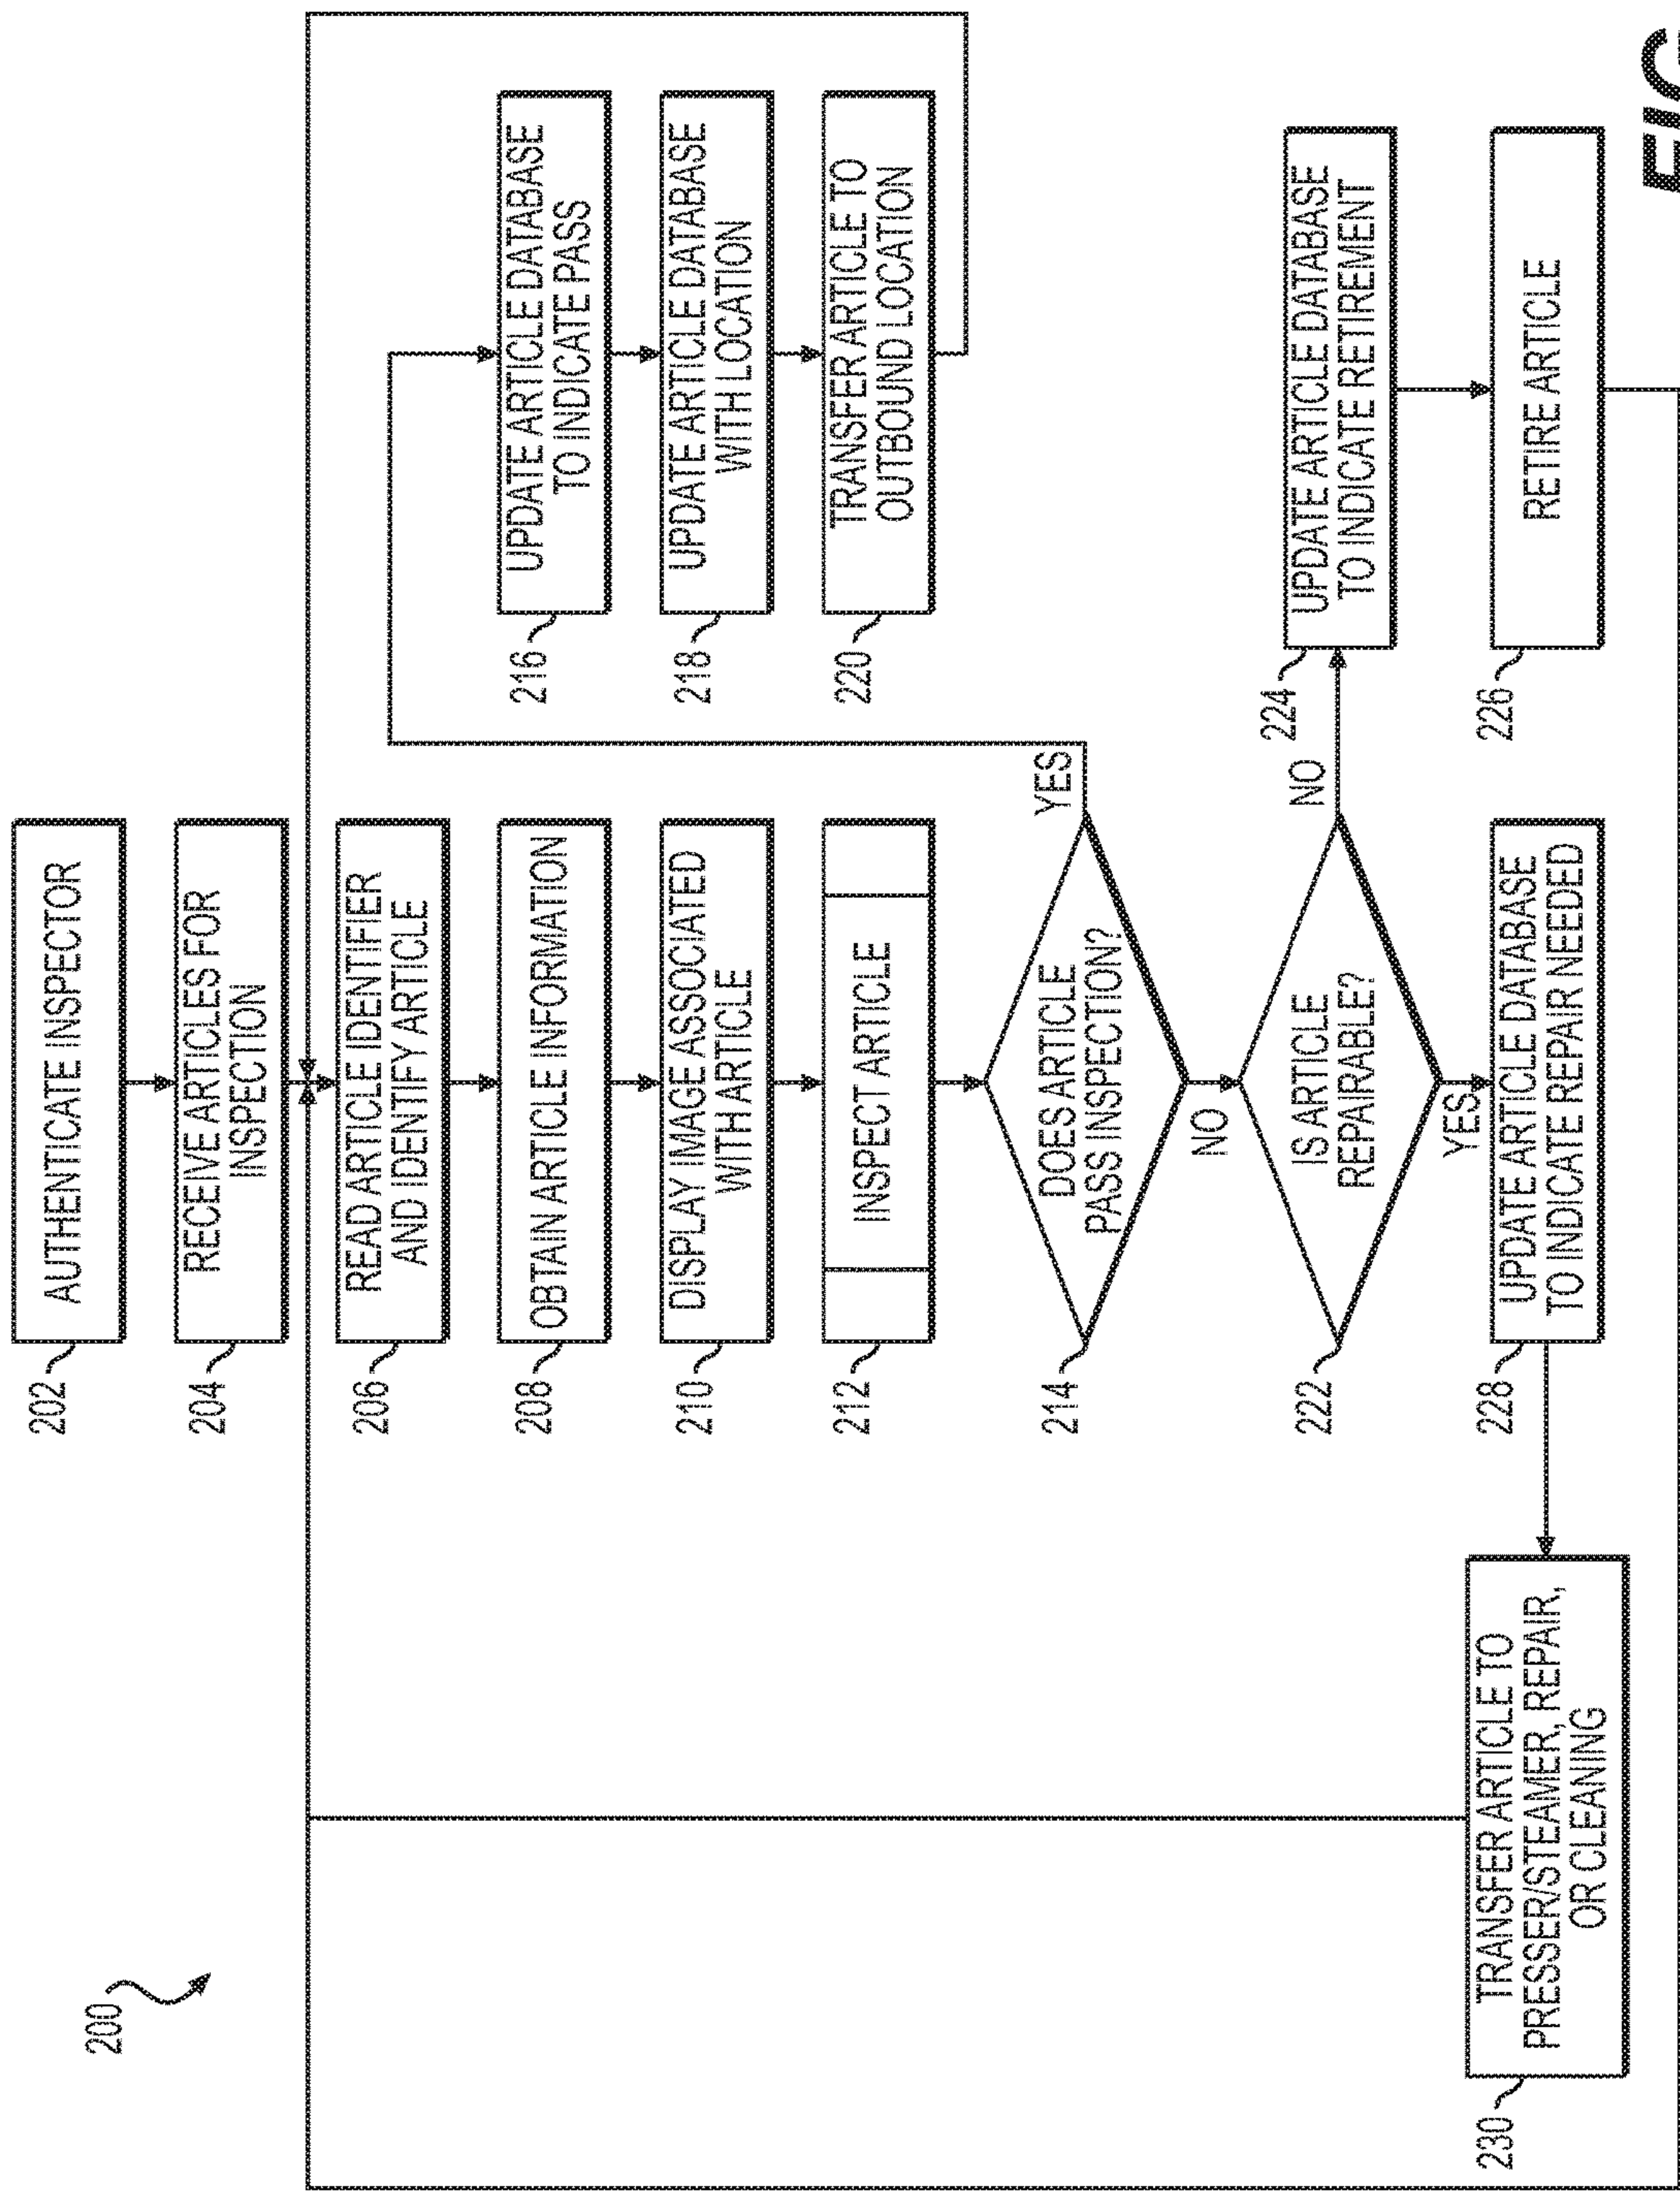 200
202
AUTHENTICATE INSPECTOR
204
RECEIVE ARTICLES FOR
INSPECTION
206
READ ARTICLE IDENTIFIER
AND IDENTIFY ARTICLE
208
OBTAIN ARTICLE INFORMATION
210
DISPLAY IMAGE ASSOCIATED
WITH ARTICLE
212
INSPECT ARTICLE
214
DOES ARTICLE
PASS INSPECTION?
YES
NO
216
UPDATE ARTICLE DATABASE
TO INDICATE PASS
218
UPDATE ARTICLE DATABASE
WITH LOCATION
220
TRANSFER ARTICLE TO
OUTBOUND LOCATION
222
IS ARTICLE
REPAIRABLE?
NO
YES
224
UPDATE ARTICLE DATABASE
TO INDICATE RETIREMENT
226
RETIRE ARTICLE
228
UPDATE ARTICLE DATABASE
TO INDICATE REPAIR NEEDED
230
TRANSFER ARTICLE TO
PRESSER/STEAMER, REPAIR,
OR CLEANING